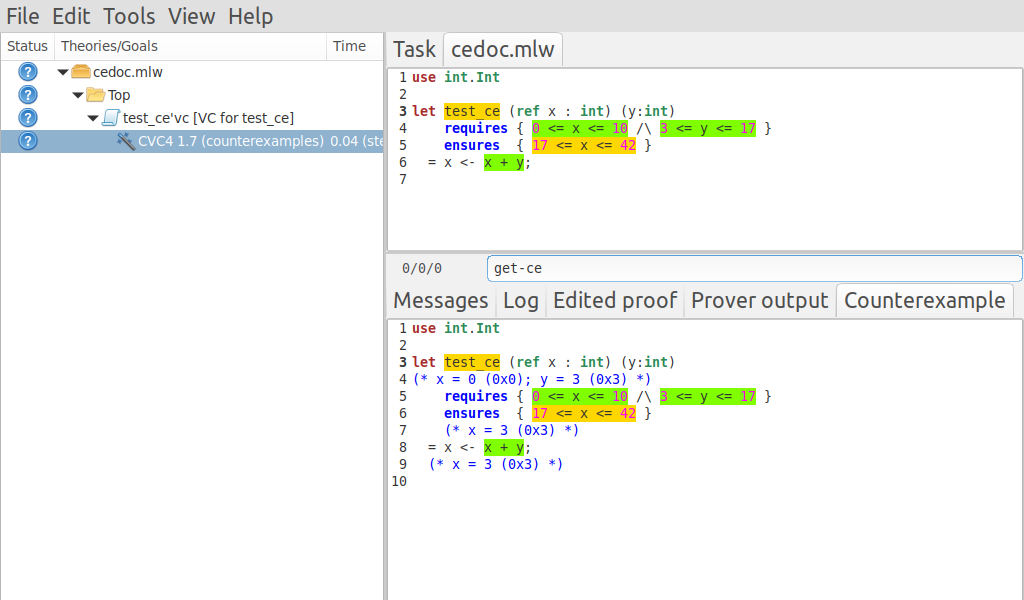 File Edit Tools View Help
Status Theories/Goals Time
cedoc.mlw
Top
test_ce'vc [VC for test_ce]
CVC4 1.7 (counterexamples) 0.04 (ste
Task cedoc.mlw
1 use int.Int
2
3 let test_ce (ref x : int) (y:int)
4     requires { 0 <= x <= 10 /\ 3 <= y <= 17 }
5     ensures  { 17 <= x <= 42 }
6   = x <- x + y;
7
0/0/0 get-ce
Messages Log Edited proof Prover output Counterexample
1 use int.Int
2
3 let test_ce (ref x : int) (y:int)
4 (* x = 0 (0x0); y = 3 (0x3) *)
5     requires { 0 <= x <= 10 /\ 3 <= y <= 17 }
6     ensures  { 17 <= x <= 42 }
7     (* x = 3 (0x3) *)
8   = x <- x + y;
9   (* x = 3 (0x3) *)
10